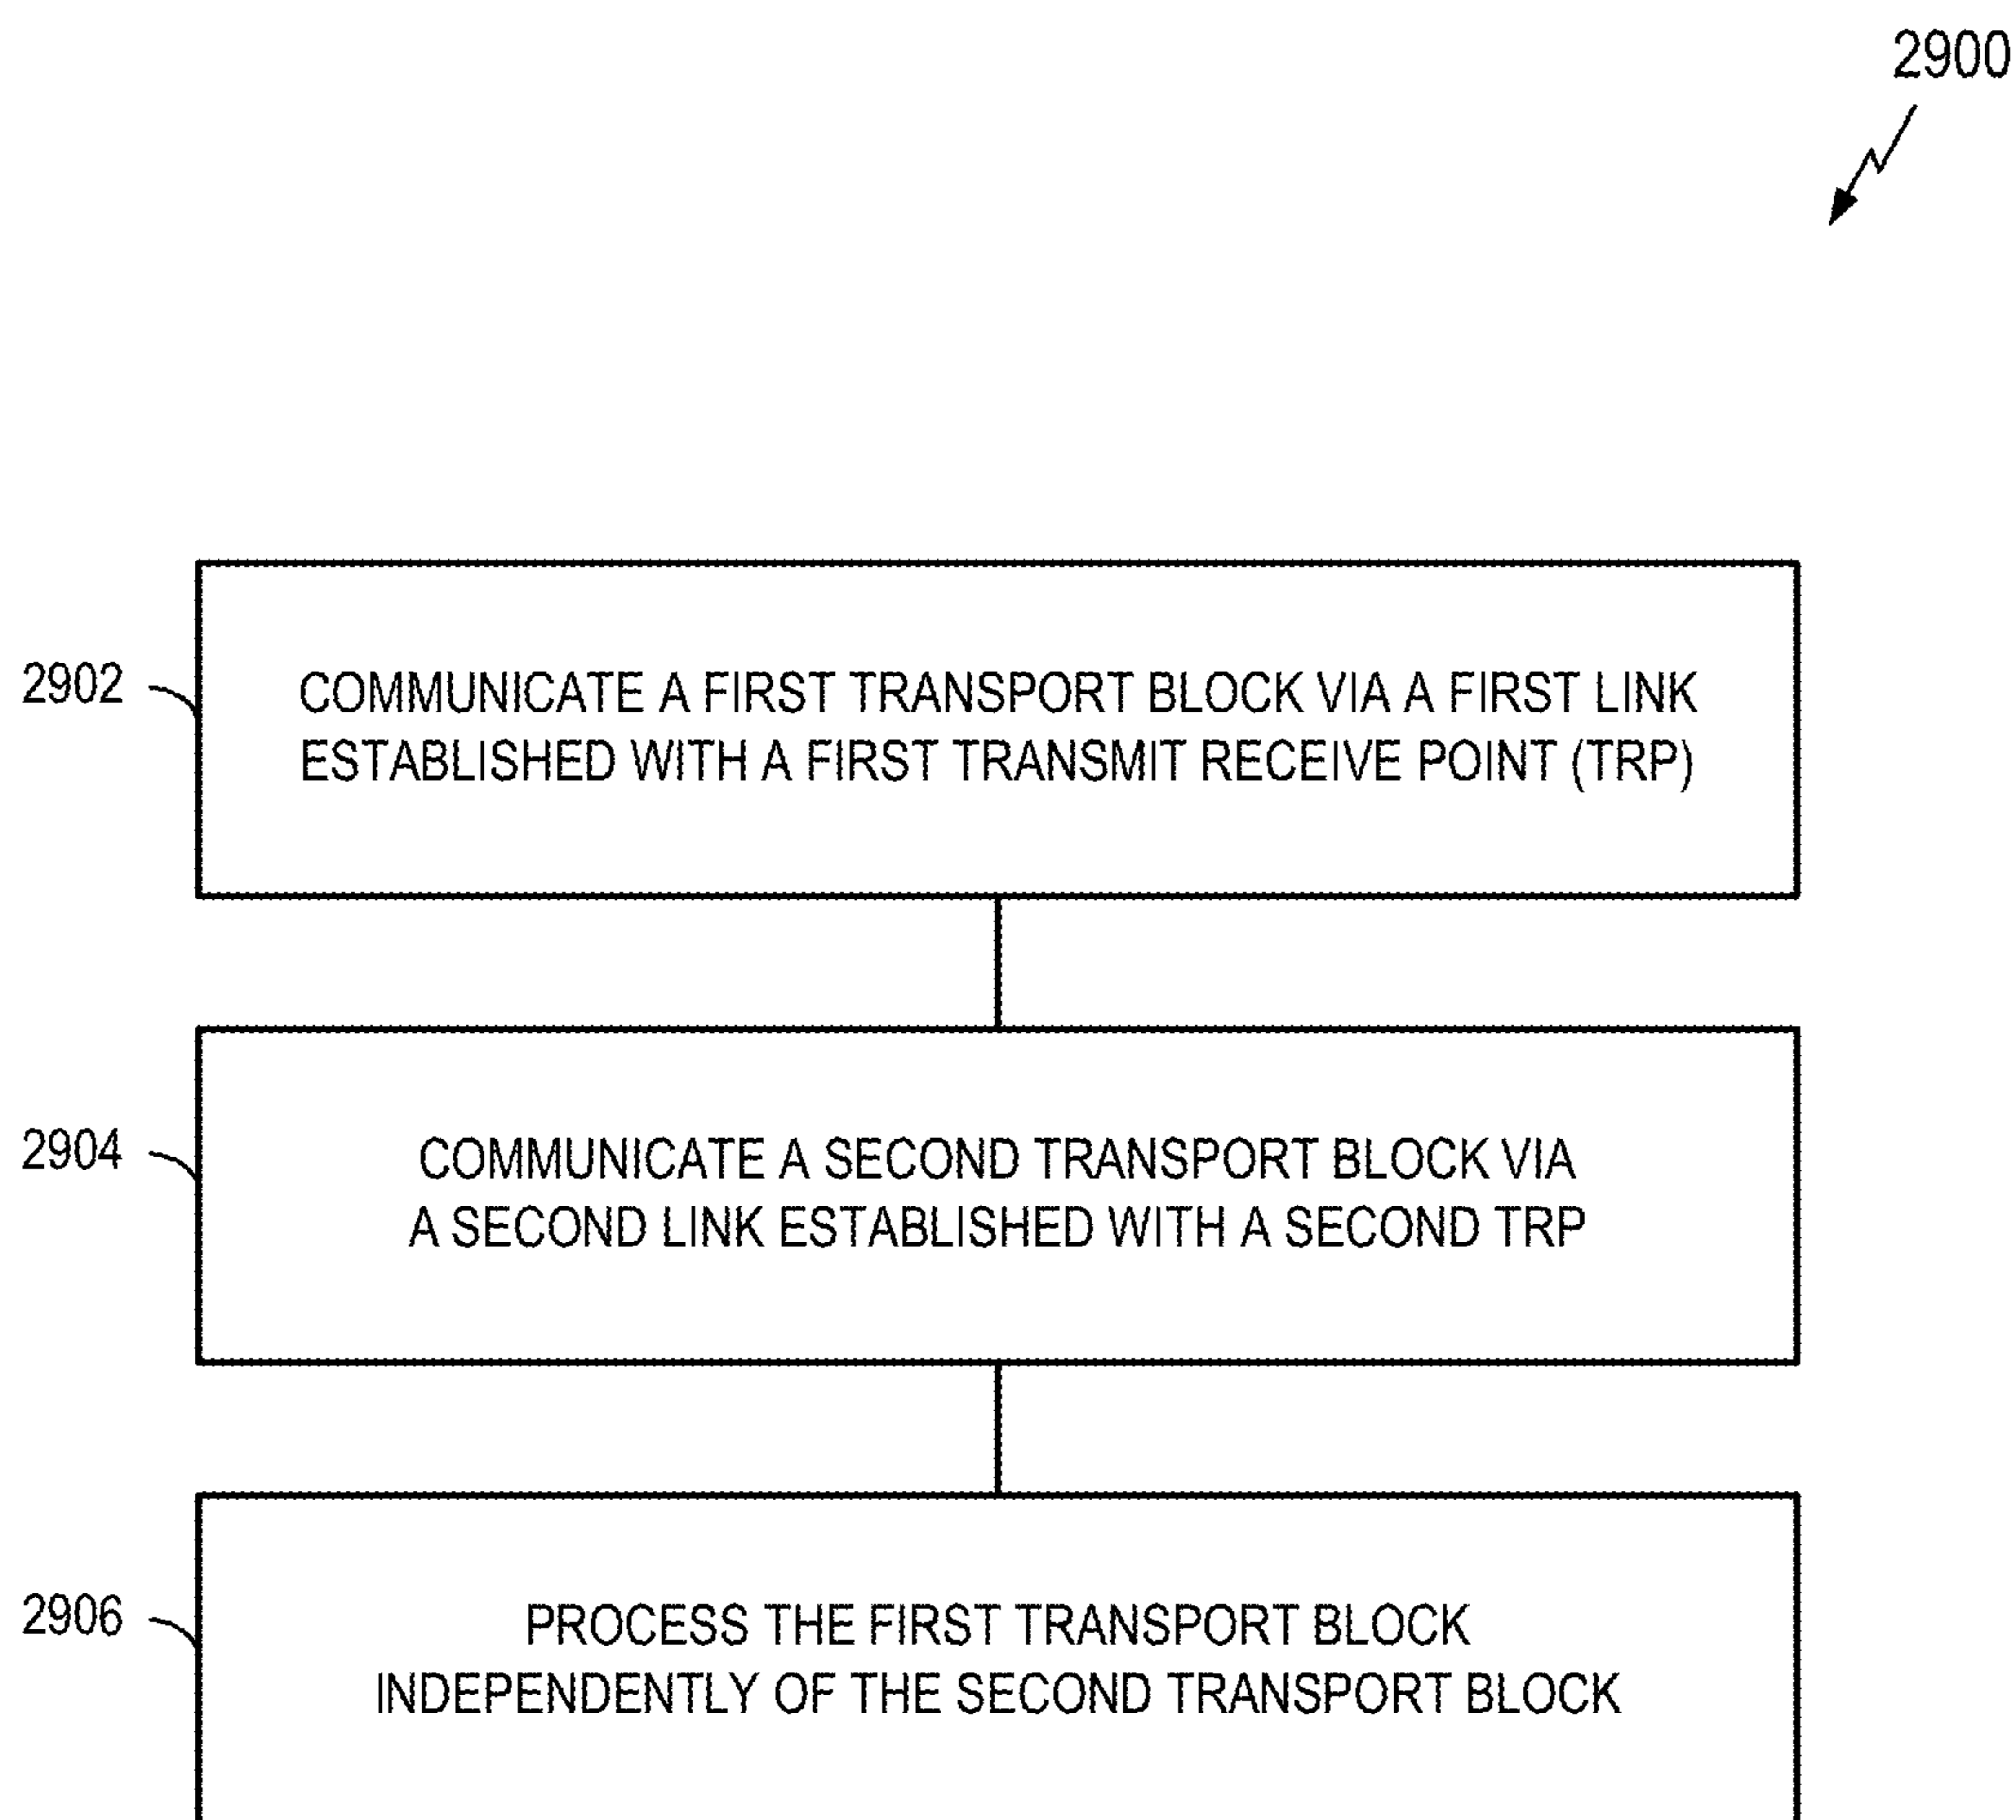 2900
2902
COMMUNICATE A FIRST TRANSPORT BLOCK VIA A FIRST LINK
ESTABLISHED WITH A FIRST TRANSMIT RECEIVE POINT (TRP)
2904
COMMUNICATE A SECOND TRANSPORT BLOCK VIA
A SECOND LINK ESTABLISHED WITH A SECOND TRP
2906
PROCESS THE FIRST TRANSPORT BLOCK
INDEPENDENTLY OF THE SECOND TRANSPORT BLOCK